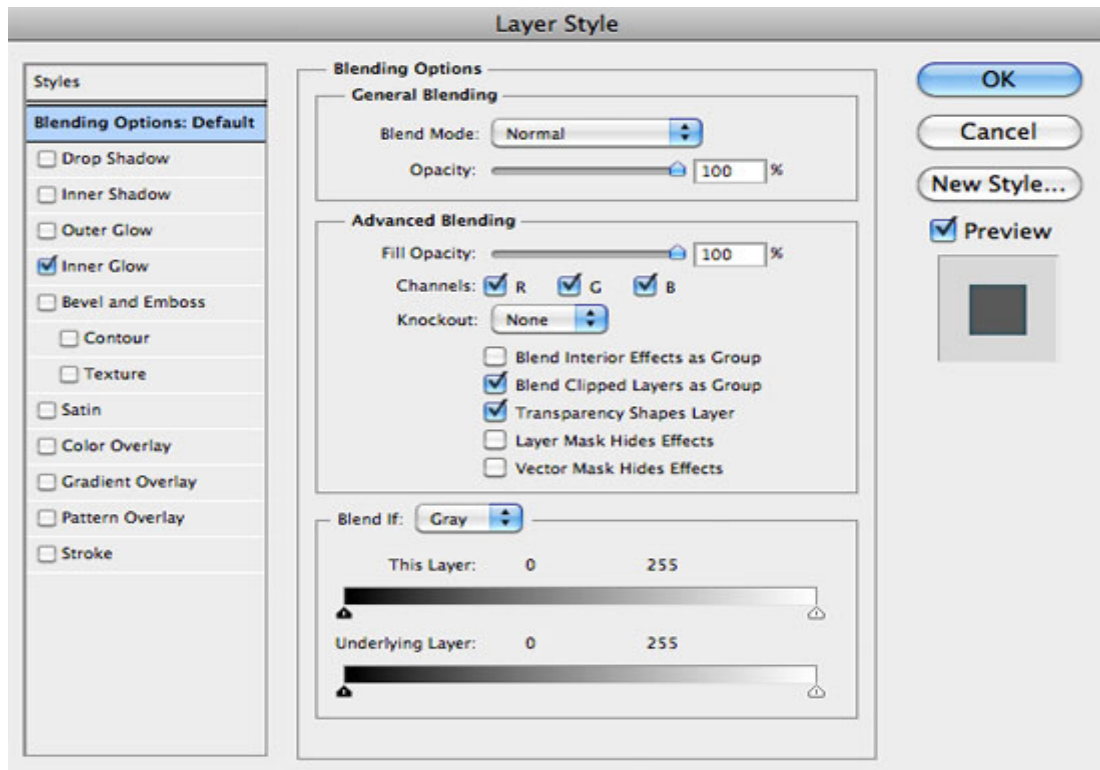 Layer Style
Styles
Blending Options: Default
Drop Shadow
Inner Shadow
Outer Glow
Inner Glow
Bevel and Emboss
Contour
Texture
Satin
Color Overlay
Gradient Overlay
Pattern Overlay
Stroke
Blending Options
General Blending
Blend Mode: Normal
Opacity: 100 %
Advanced Blending
Fill Opacity: 100 %
Channels: R G B
Knockout: None
Blend Interior Effects as Group
Blend Clipped Layers as Group
Transparency Shapes Layer
Layer Mask Hides Effects
Vector Mask Hides Effects
Blend If: Gray
This Layer: 0 255
Underlying Layer: 0 255
OK
Cancel
New Style...
Preview